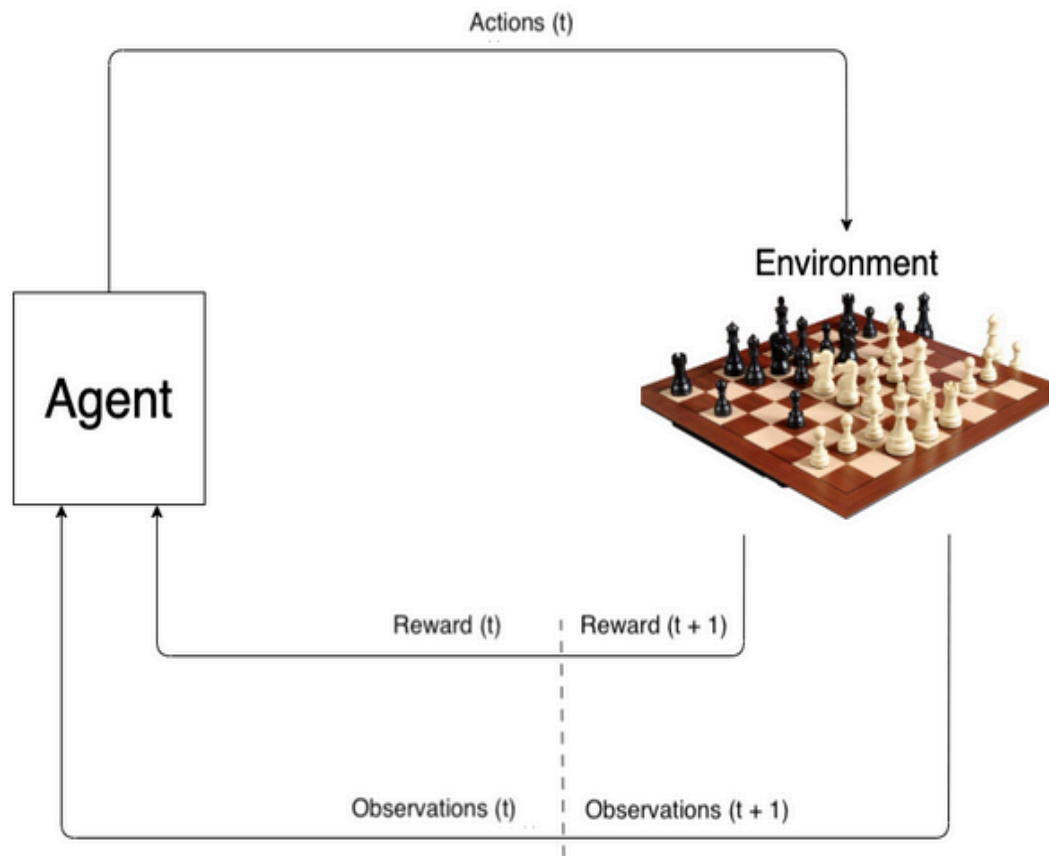 Actions (t)
Environment
Agent
Reward (t)
Reward (t + 1)
Observations (t)
Observations (t + 1)